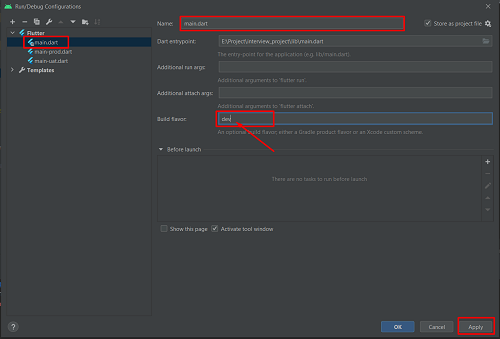 Run/Debug Configurations
Name: main.dart
Store as project file
Flutter
main.dart
main-prod.dart
main-uat.dart
Templates
Dart entrypoint: E:\Project\interview_project\lib\main.dart
The entry-point for the application (e.g. lib/main.dart).
Additional run args:
Additional arguments to 'flutter run'.
Additional attach args:
Additional arguments to 'flutter attach'.
Build flavor: dev
An optional build flavor; either a Gradle product flavor or an Xcode custom scheme.
Before launch
There are no tasks to run before launch
Show this page
Activate tool window
?
OK
Cancel
Apply